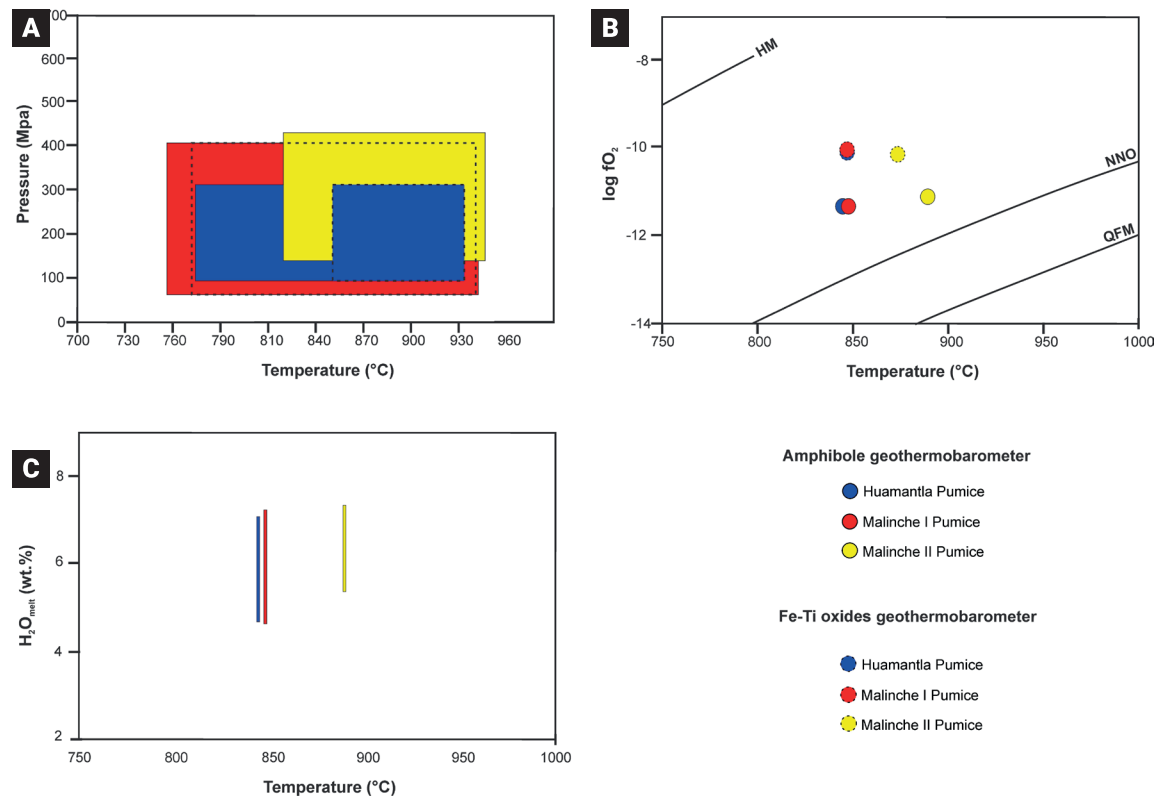 A
00
600
500
400
300
200
100
0
Pressure (Mpa)
700 730 760 790 810 840 870 900 930 960
Temperature (°C)
B
-8
-10
-12
-14
log fO2
HM
NNO
QFM
750 800 850 900 950 1000
Temperature (°C)
C
8
6
4
2
H2Omelt (wt.%)
750 800 850 900 950 1000
Temperature (°C)
Amphibole geothermobarometer
Huamantla Pumice
Malinche I Pumice
Malinche II Pumice
Fe-Ti oxides geothermobarometer
Huamantla Pumice
Malinche I Pumice
Malinche II Pumice